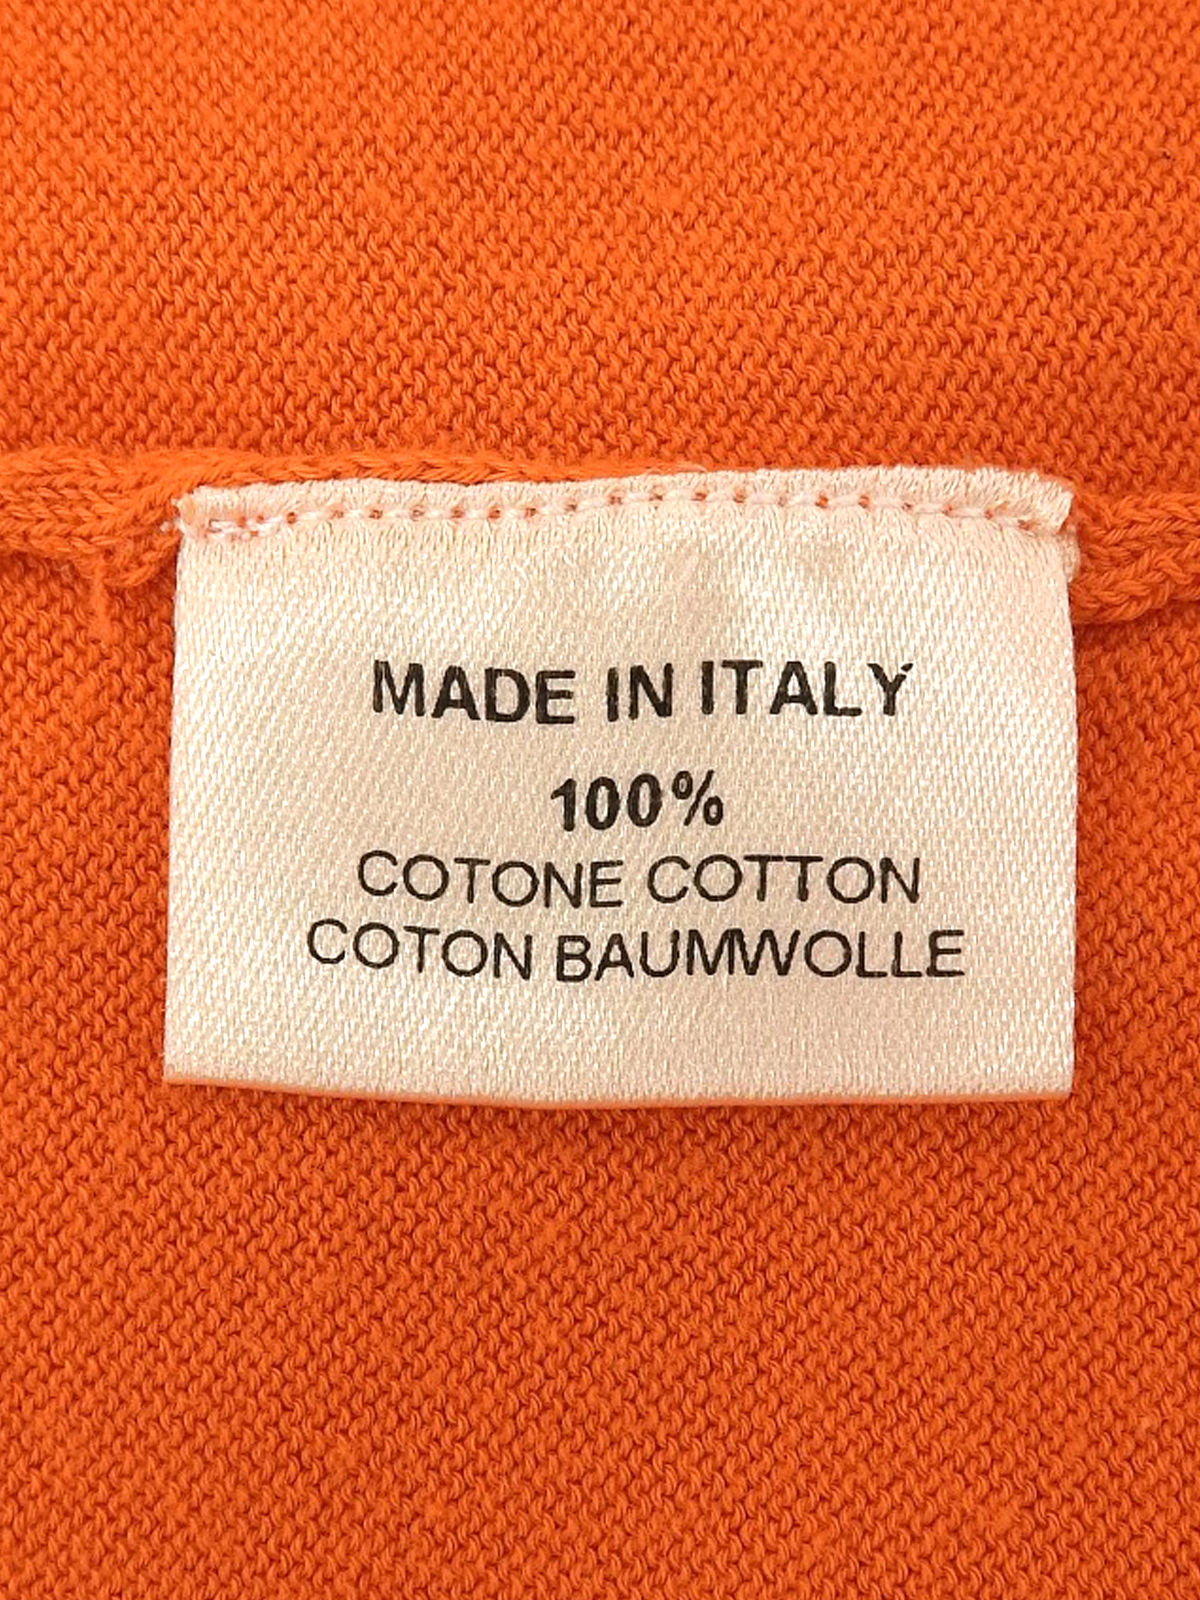 MADE IN ITALY
100%
COTONE COTTON
COTON BAUMWOLLE